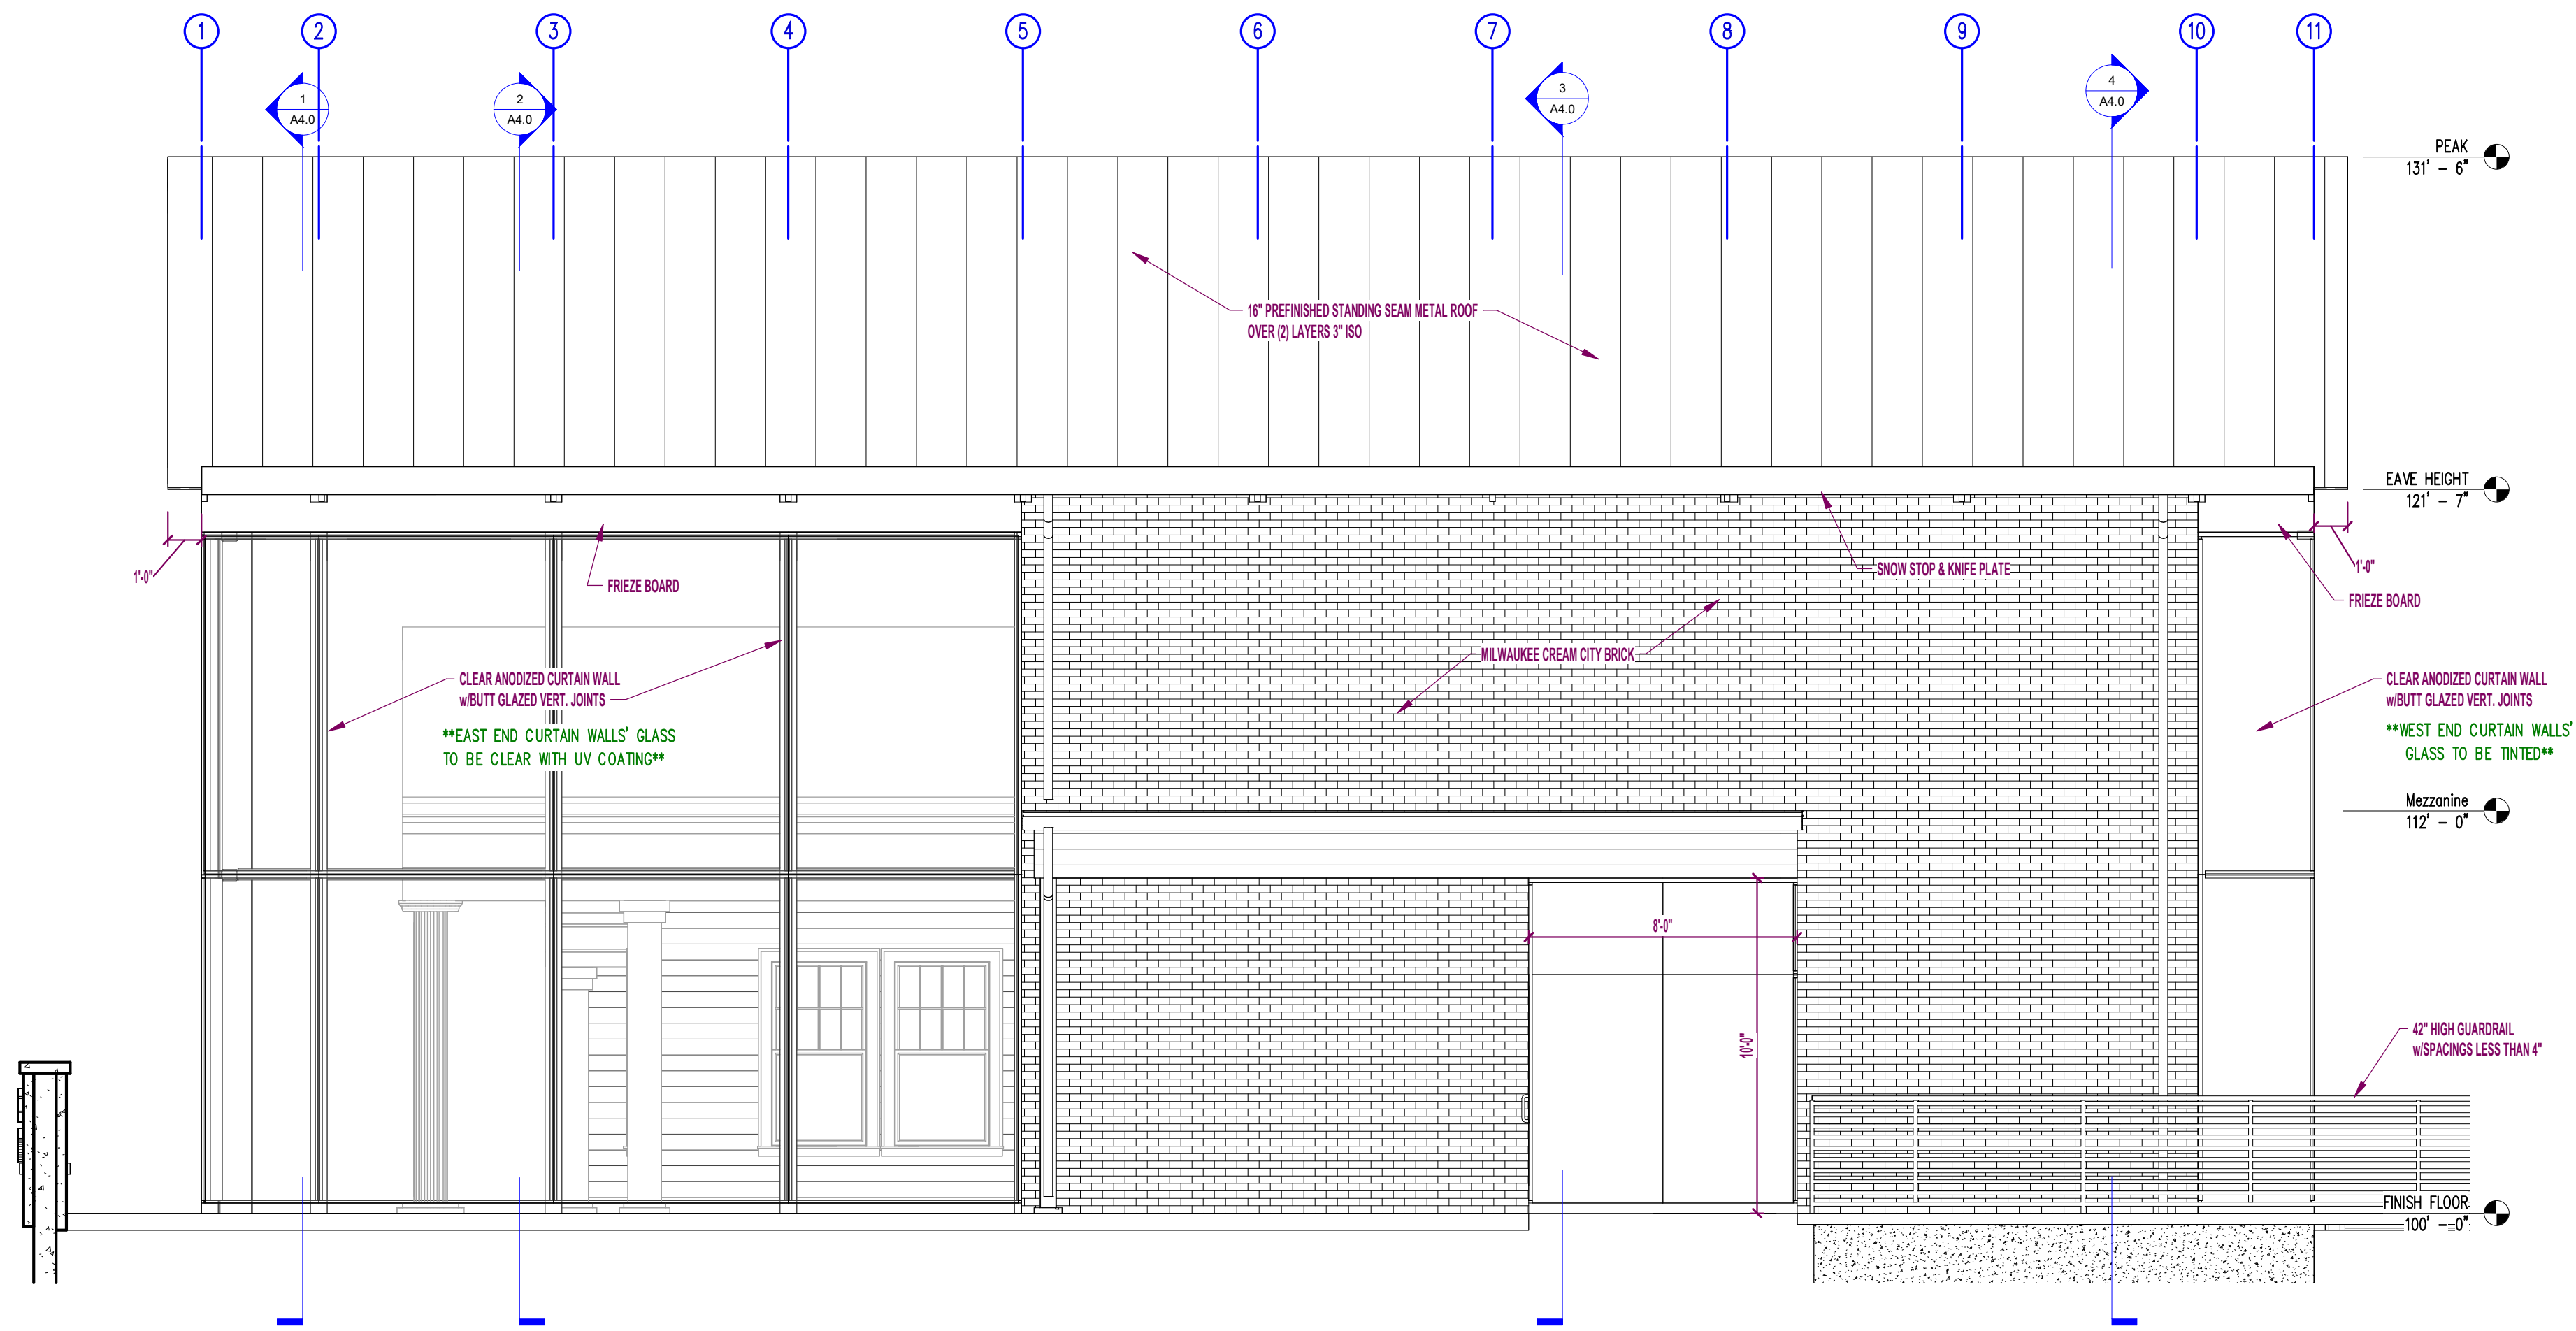 1
2
3
4
5
6
7
8
9
10
11
1
A4.0
2
A4.0
3
A4.0
4
A4.0
PEAK
131' - 6"
16" PREFINISHED STANDING SEAM METAL ROOF
OVER (2) LAYERS 3" ISO
EAVE HEIGHT
121' - 7"
1'-0"
FRIEZE BOARD
SNOW STOP & KNIFE PLATE
1'-0"
FRIEZE BOARD
MILWAUKEE CREAM CITY BRICK
CLEAR ANODIZED CURTAIN WALL
w/BUTT GLAZED VERT. JOINTS
**EAST END CURTAIN WALLS' GLASS
TO BE CLEAR WITH UV COATING**
CLEAR ANODIZED CURTAIN WALL
w/BUTT GLAZED VERT. JOINTS
**WEST END CURTAIN WALLS'
GLASS TO BE TINTED**
Mezzanine
112' - 0"
8'-0"
10'-0"
42" HIGH GUARDRAIL
w/SPACINGS LESS THAN 4"
FINISH FLOOR
100' - 0"